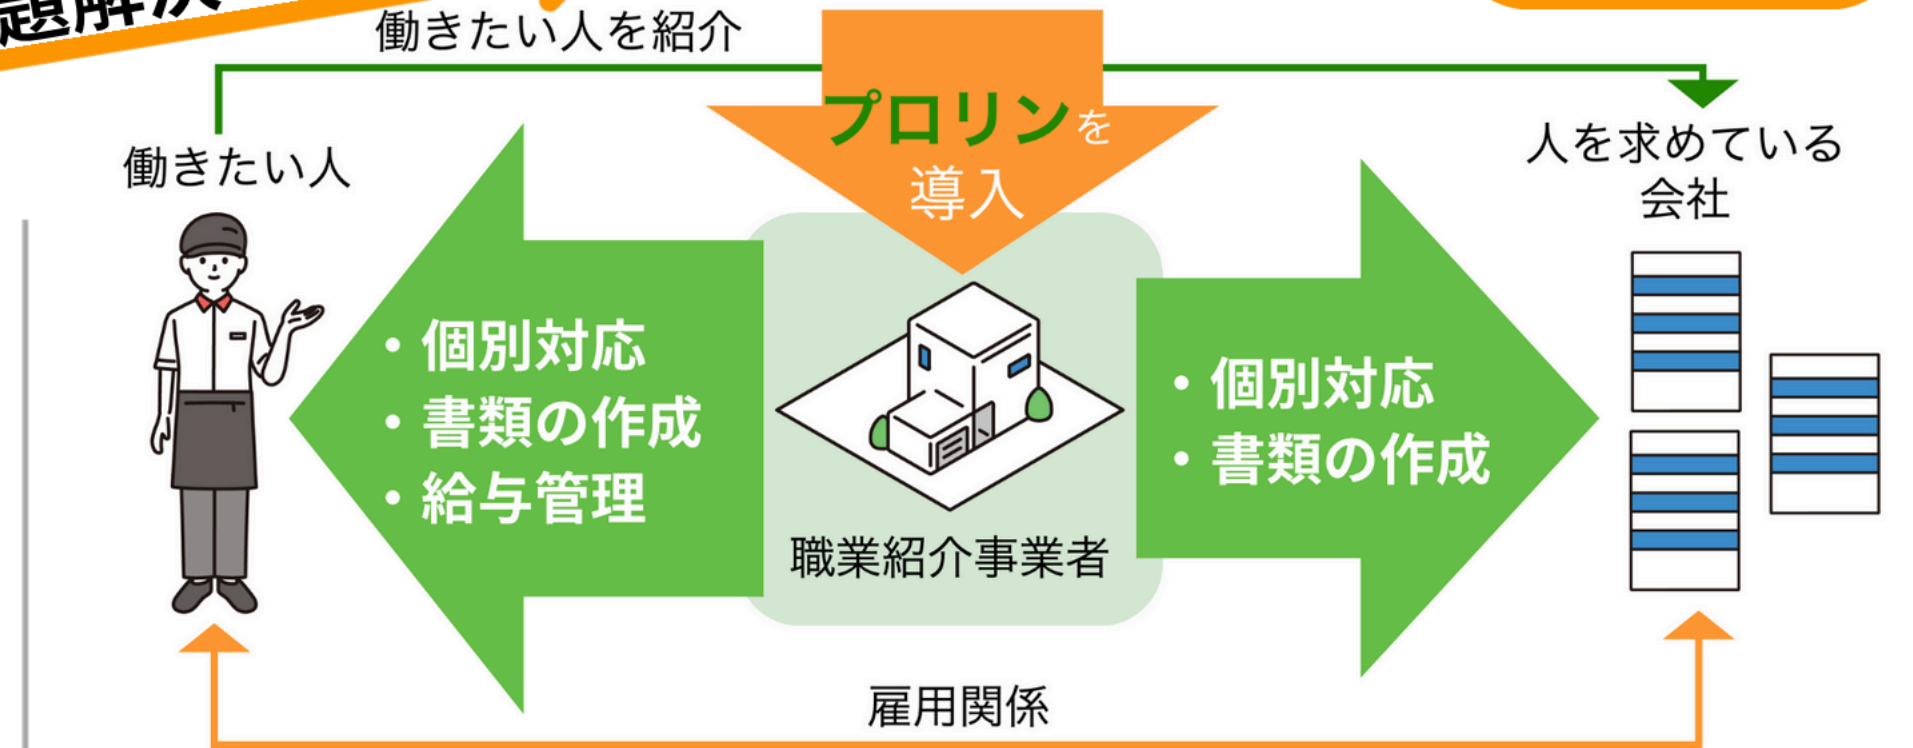 題解決
働きたい人を紹介
プロリンを
導入
働きたい人
人を求めている
会社
・個別対応
・書類の作成
・給与管理
・個別対応
・書類の作成
職業紹介事業者
雇用関係